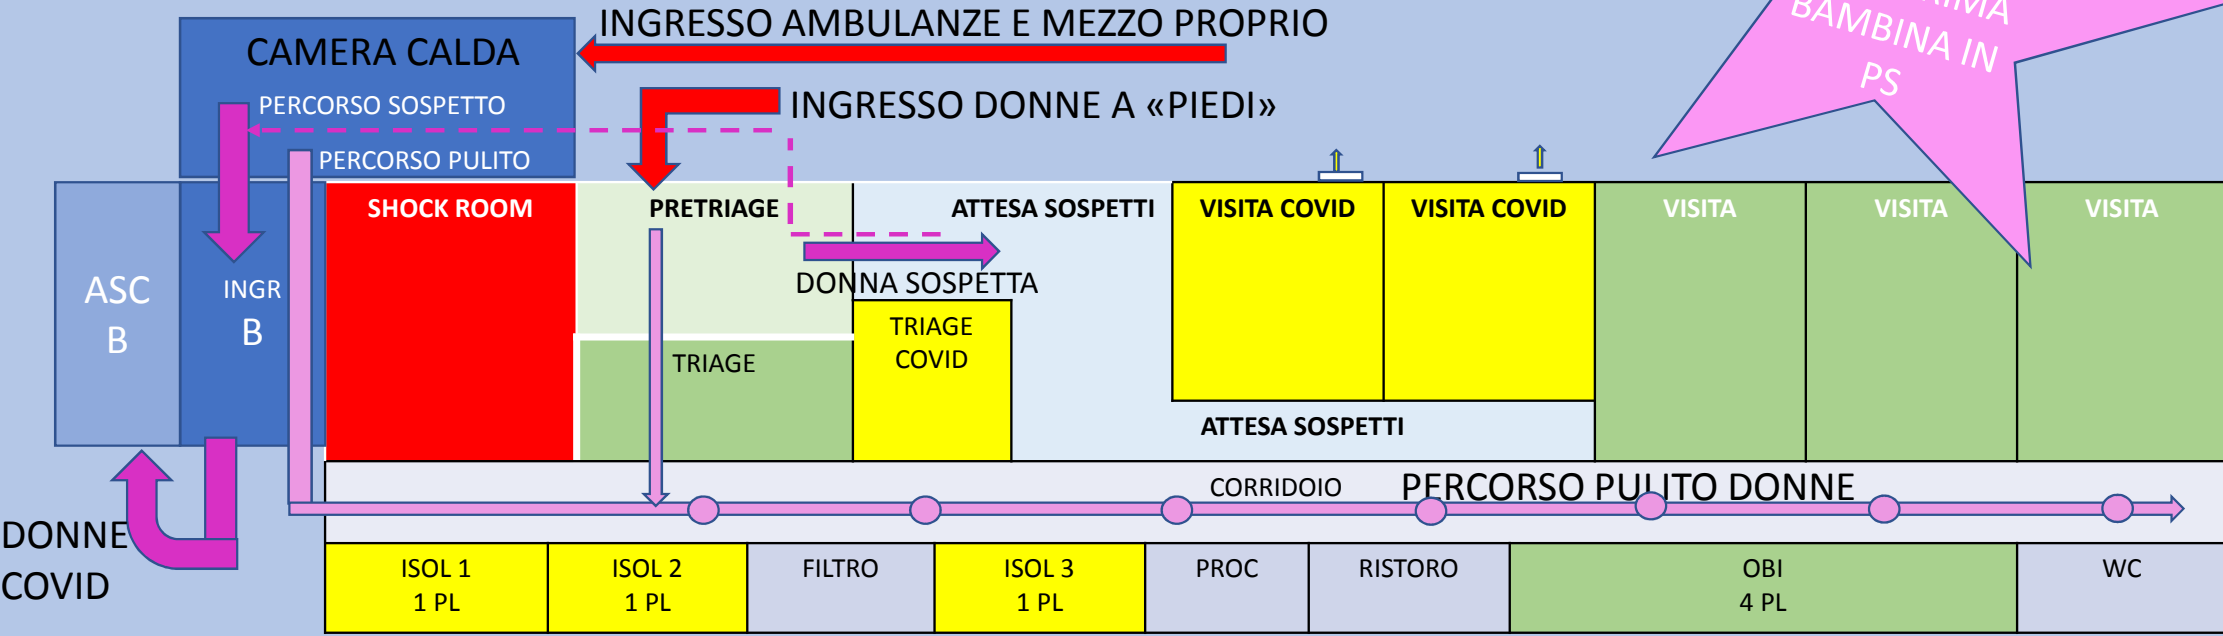 INGRESSO AMBULANZE E MEZZO PROPRIO
CAMERA CALDA
BAMBINA IN
PS
PERCORSO SOSPETTO
INGRESSO DONNE A «PIEDI»
PERCORSO PULITO
SHOCK ROOM
PRETRIAGE
ATTESA SOSPETTI
VISITA COVID
VISITA COVID
VISITA
VISITA
VISITA
ASC
B
INGR
B
DONNA SOSPETTA
TRIAGE
COVID
TRIAGE
ATTESA SOSPETTI
CORRIDOIO
PERCORSO PULITO DONNE
DONNE
COVID
ISOL 1
1 PL
ISOL 2
1 PL
FILTRO
ISOL 3
1 PL
PROC
RISTORO
OBI
4 PL
WC